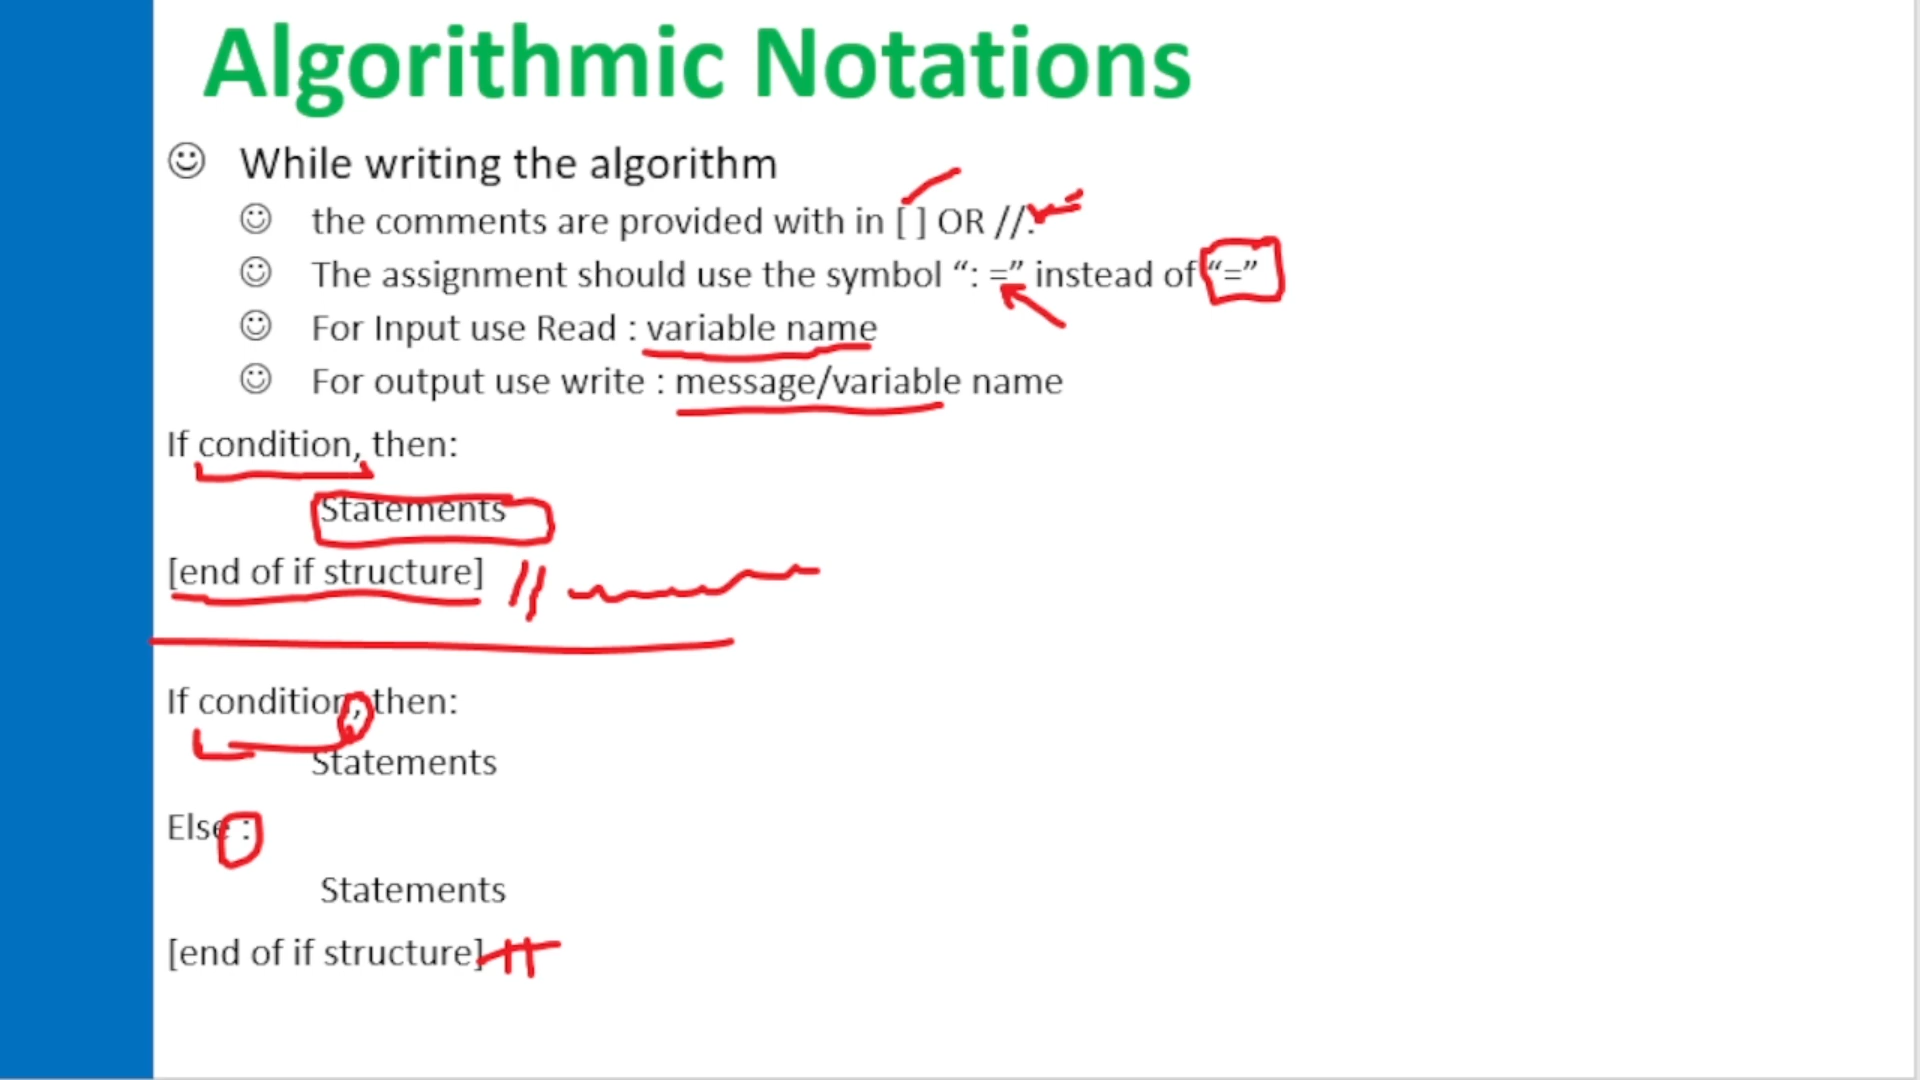 Algorithmic Notations
While writing the algorithm
the comments are provided with in [ ] OR //.
The assignment should use the symbol “: =” instead of “=”
For Input use Read : variable name
For output use write : message/variable name
If condition, then:
Statements
[end of if structure] //
If condition, then:
Statements
Else :
Statements
[end of if structure]